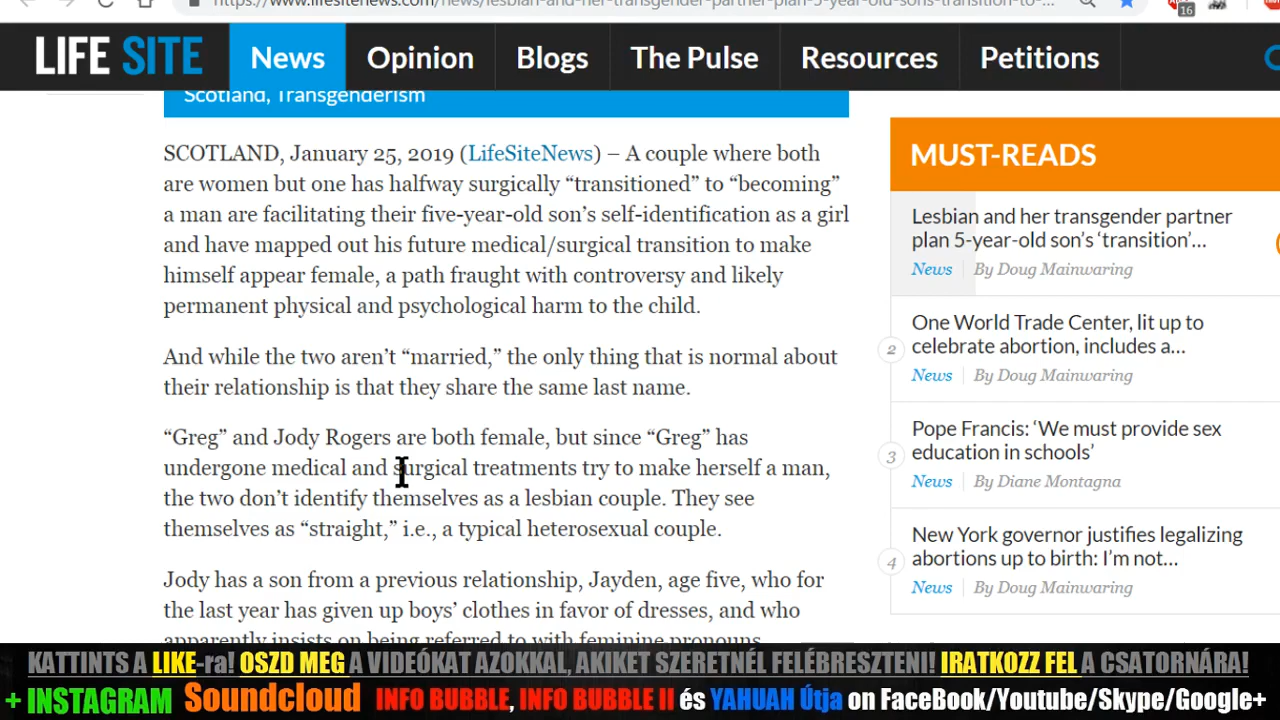 https://www.lifesitenews.com/news/lesbian-and-her-transgender-partner-plan-5-year-old-sons-transition-to-...
16
LIFE SITE
News
Opinion
Blogs
The Pulse
Resources
Petitions
Scotland, Transgenderism
SCOTLAND, January 25, 2019 (LifeSiteNews) – A couple where both
are women but one has halfway surgically “transitioned” to “becoming”
a man are facilitating their five-year-old son’s self-identification as a girl
and have mapped out his future medical/surgical transition to make
himself appear female, a path fraught with controversy and likely
permanent physical and psychological harm to the child.
And while the two aren’t “married,” the only thing that is normal about
their relationship is that they share the same last name.
“Greg” and Jody Rogers are both female, but since “Greg” has
undergone medical and surgical treatments try to make herself a man,
the two don’t identify themselves as a lesbian couple. They see
themselves as “straight,” i.e., a typical heterosexual couple.
Jody has a son from a previous relationship, Jayden, age five, who for
the last year has given up boys’ clothes in favor of dresses, and who
apparently insists on being referred to with feminine pronouns
MUST-READS
Lesbian and her transgender partner
plan 5-year-old son’s ‘transition’...
News By Doug Mainwaring
2
One World Trade Center, lit up to
celebrate abortion, includes a...
News By Doug Mainwaring
3
Pope Francis: ‘We must provide sex
education in schools’
News By Diane Montagna
4
New York governor justifies legalizing
abortions up to birth: I’m not...
News By Doug Mainwaring
KATTINTS A LIKE-ra! OSZD MEG A VIDEÓKAT AZOKKAL, AKIKET SZERETNÉL FELÉBRESZTENI! IRATKOZZ FEL A CSATORNÁRA!
+ INSTAGRAM Soundcloud INFO BUBBLE, INFO BUBBLE II és YAHUAH Útja on FaceBook/Youtube/Skype/Google+